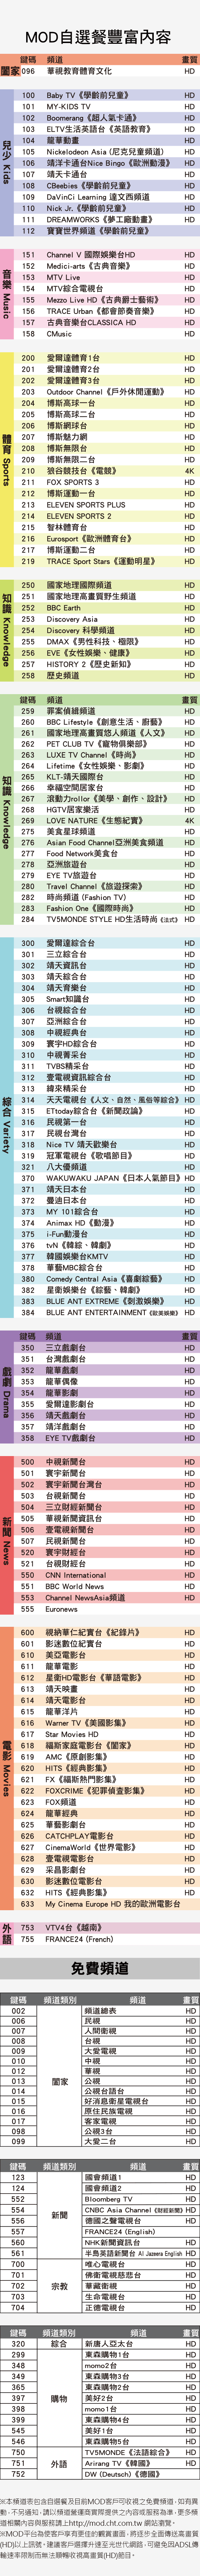 MOD自選餐豐富內容
鍵碼 頻道 畫質
闔家 096 華視教育體育文化 HD
兒少 Kids
100 Baby TV《學齡前兒童》 HD
101 MY-KIDS TV HD
102 Boomerang《超人氣卡通》 HD
103 ELTV生活英語台《英語教育》 HD
104 龍華動畫 HD
105 Nickelodeon Asia (尼克兒童頻道) HD
106 靖洋卡通台Nice Bingo《歐洲動漫》 HD
107 靖天卡通台 HD
108 CBeebies《學齡前兒童》 HD
109 DaVinCi Learning 達文西頻道 HD
110 Nick Jr.《學齡前兒童》 HD
111 DREAMWORKS《夢工廠動畫》 HD
112 寶寶世界頻道《學齡前兒童》
音樂 Music
151 Channel V 國際娛樂台HD HD
152 Medici-arts《古典音樂》 HD
153 MTV Live HD
154 MTV綜合電視台 HD
155 Mezzo Live HD《古典爵士藝術》 HD
156 TRACE Urban《都會節奏音樂》 HD
157 古典音樂台CLASSICA HD HD
158 CMusic HD
體育 Sports
200 愛爾達體育1台 HD
201 愛爾達體育2台 HD
202 愛爾達體育3台 HD
203 Outdoor Channel《戶外休閒運動》 HD
204 博斯高球一台 HD
205 博斯高球二台 HD
206 博斯網球台 HD
207 博斯魅力網 HD
208 博斯無限台 HD
209 博斯無限二台 HD
210 狼谷競技台《電競》 4K
211 FOX SPORTS 3 HD
212 博斯運動一台 HD
213 ELEVEN SPORTS PLUS HD
214 ELEVEN SPORTS 2 HD
215 智林體育台 HD
216 Eurosport《歐洲體育台》 HD
217 博斯運動二台 HD
219 TRACE Sport Stars《運動明星》 HD
知識 Knowledge
250 國家地理國際頻道 HD
251 國家地理高畫質野生頻道 HD
252 BBC Earth HD
253 Discovery Asia HD
254 Discovery 科學頻道 HD
255 DMAX《男性科技、極限》 HD
256 EVE《女性娛樂、健康》 HD
257 HISTORY 2《歷史新知》 HD
258 歷史頻道 HD
鍵碼 頻道 畫質
知識 Knowledge
259 罪案偵緝頻道 HD
260 BBC Lifestyle《創意生活、廚藝》 HD
261 國家地理高畫質悠人頻道《人文》 HD
262 PET CLUB TV《寵物俱樂部》 HD
263 LUXE TV Channel《時尚》 HD
264 Lifetime《女性娛樂、影劇》 HD
265 KLT-靖天國際台 HD
266 幸福空間居家台 HD
267 滾動力rollor《美學、創作、設計》 HD
268 HGTV居家樂活 HD
269 LOVE NATURE《生態紀實》 4K
275 美食星球頻道 HD
276 Asian Food Channel亞洲美食頻道 HD
277 Food Network美食台 HD
278 亞洲旅遊台 HD
279 EYE TV旅遊台 HD
280 Travel Channel《旅遊探索》 HD
282 時尚頻道 (Fashion TV) HD
283 Fashion One《國際時尚》 HD
284 TV5MONDE STYLE HD生活時尚《法式》 HD
綜合 Variety
300 愛爾達綜合台 HD
301 三立綜合台 HD
302 靖天資訊台 HD
303 靖天綜合台 HD
304 靖天育樂台 HD
305 Smart知識台 HD
306 台視綜合台 HD
307 亞洲綜合台 HD
308 中視經典台 HD
309 寰宇HD綜合台 HD
310 中視菁采台 HD
311 TVBS精采台 HD
312 壹電視資訊綜合台 HD
313 緯來精采台 HD
314 天天電視台《人文、自然、風俗等綜合》 HD
315 ETtoday綜合台《新聞政論》 HD
316 民視第一台 HD
317 民視台灣台 HD
318 Nice TV 靖天歡樂台 HD
319 冠軍電視台《歌唱節目》 HD
321 八大優頻道 HD
370 WAKUWAKU JAPAN《日本人氣節目》 HD
371 靖天日本台 HD
372 曼迪日本台 HD
373 MY 101綜合台 HD
374 Animax HD《動漫》 HD
375 i-Fun動漫台 HD
376 tvN《韓綜、韓劇》 HD
377 韓國娛樂台KMTV HD
378 華藝MBC綜合台 HD
380 Comedy Central Asia《喜劇綜藝》 HD
382 星衛娛樂台《綜藝、韓劇》 HD
383 BLUE ANT EXTREME《刺激娛樂》 HD
384 BLUE ANT ENTERTAINMENT《歐美娛樂》 HD
鍵碼 頻道 畫質
戲劇 Drama
350 三立戲劇台 HD
351 台灣戲劇台 HD
352 龍華戲劇 HD
353 龍華偶像 HD
354 龍華影劇 HD
355 愛爾達影劇台 HD
356 靖天戲劇台 HD
357 靖洋戲劇台 HD
358 EYE TV戲劇台 HD
新聞 News
500 中視新聞台 HD
501 寰宇新聞台 HD
502 寰宇新聞台灣台 HD
503 台視新聞台 HD
504 三立財經新聞台 HD
505 華視新聞資訊台 HD
506 壹電視新聞台 HD
507 民視新聞台 HD
520 寰宇財經台 HD
521 台視財經台 HD
550 CNN International HD
551 BBC World News HD
553 Channel NewsAsia頻道 HD
555 Euronews
電影 Movies
600 視納華仁紀實台《紀錄片》 HD
601 影迷數位紀實台 HD
610 美亞電影台 HD
611 龍華電影 HD
612 星衛HD電影台《華語電影》 HD
613 靖天映畫 HD
614 靖天電影台 HD
615 龍華洋片 HD
616 Warner TV《美國影集》 HD
617 Star Movies HD HD
618 福斯家庭電影台《闔家》 HD
619 AMC《原創影集》 HD
620 HITS《經典影集》 HD
621 FX《福斯熱門影集》 HD
622 FOXCRIME《犯罪偵查影集》 HD
623 FOX頻道 HD
624 龍華經典 HD
625 華藝影劇台 HD
626 CATCHPLAY電影台 HD
627 CinemaWorld《世界電影》 HD
628 壹電視電影台 HD
629 采昌影劇台 HD
630 影迷數位電影台 HD
632 HITS《經典影集》 HD
633 My Cinema Europe HD 我的歐洲電影台
外語
753 VTV4台《越南》 HD
755 FRANCE24 (French) HD
免費頻道
鍵碼 頻道類別 頻道 畫質
闔家
002 頻道總表 HD
006 民視 HD
007 人間衛視 HD
008 台視 HD
009 大愛電視 HD
010 中視 HD
012 華視 HD
013 公視 HD
014 公視台語台 HD
015 好消息衛星電視台 HD
016 原住民族電視 HD
017 客家電視 HD
098 公視3台 HD
099 大愛二台 HD
鍵碼 頻道類別 頻道 畫質
新聞
123 國會頻道1 HD
124 國會頻道2 HD
552 Bloomberg TV HD
554 CNBC Asia Channel《財經新聞》 HD
556 德國之聲電視台 HD
557 FRANCE24 (English)
560 NHK新聞資訊台 HD
561 半島英語新聞台 Al Jazeera English HD
宗教
700 唯心電視台 HD
701 佛衛電視慈悲台 HD
702 華藏衛視 HD
703 生命電視台 HD
704 正德電視台 HD
鍵碼 頻道類別 頻道 畫質
320 綜合 新唐人亞太台 HD
購物
299 東森購物1台 HD
348 momo2台 HD
349 東森購物3台 HD
365 東森購物2台 HD
397 美好2台 HD
398 momo1台 HD
399 東森購物4台 HD
545 美好1台 HD
546 東森購物5台 HD
外語
750 TV5MONDE《法語綜合》 HD
751 Arirang TV《韓國》 HD
752 DW (Deutsch)《德國》
※本頻道表包含自選餐及目前MOD客戶可收視之免費頻道，如有異
動，不另通知，請以頻道營運商實際提供之內容或服務為準，更多頻
道相關內容與服務請上http://mod.cht.com.tw 網站瀏覽。
※MOD平台為使客戶享有更佳的觀賞畫面，將逐步全面傳送高畫質
(HD)以上訊號，建議客戶選擇升速至光世代網路，可避免因ADSL傳
輸速率限制而無法順暢收視高畫質(HD)節目。